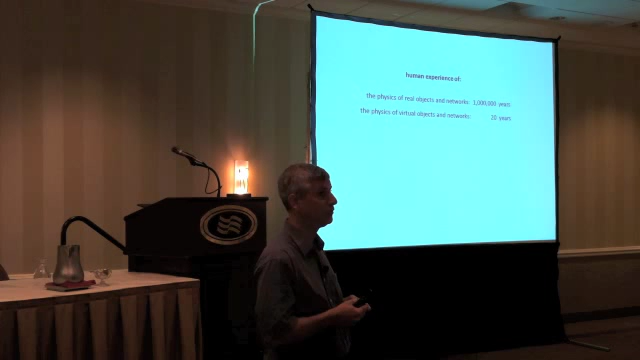 human experience of:
the physics of real objects and networks: 1,000,000 years
the physics of virtual objects and networks: 20 years